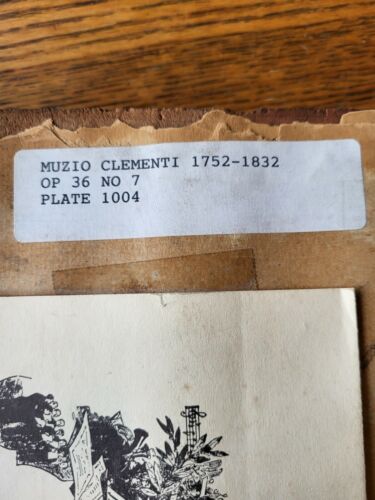 MUZIO CLEMENTI 1752-1832
OP 36 NO 7
PLATE 1004